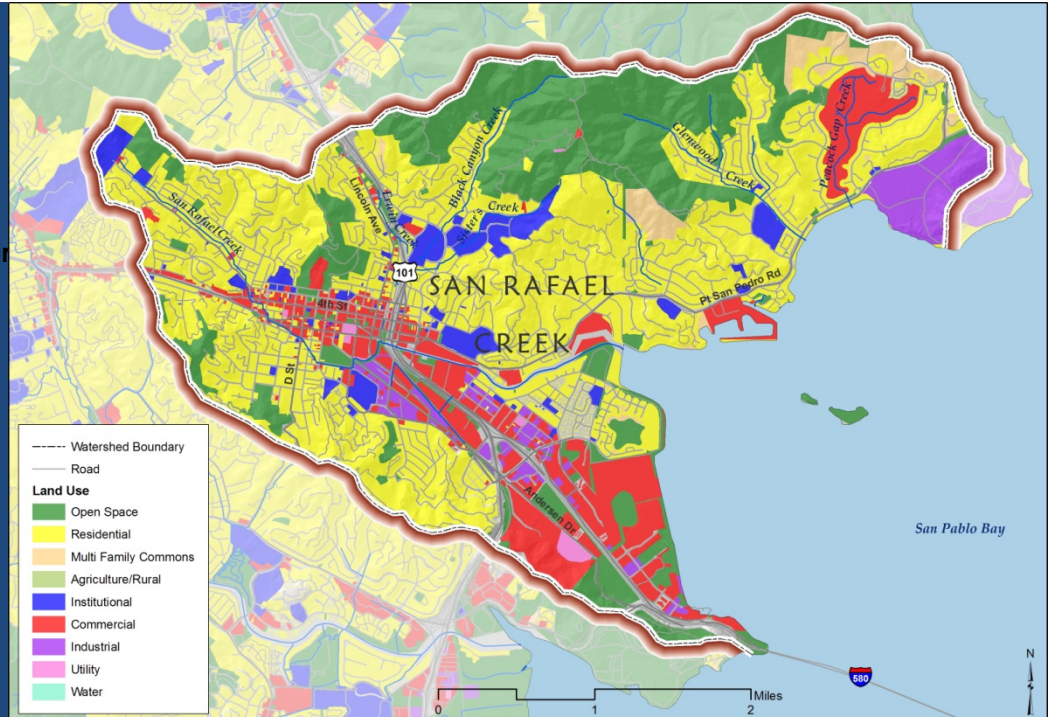 Peacock Gap Creek
Glenwood
Creek
Black Canyon Creek
Sister's Creek
Irwin Creek
Lincoln Ave
San Rafael Creek
101
SAN RAFAEL
CREEK
Pt San Pedro Rd
4th St
D St
Andersen Dr
San Pablo Bay
580
Watershed Boundary
Road
Land Use
Open Space
Residential
Multi Family Commons
Agriculture/Rural
Institutional
Commercial
Industrial
Utility
Water
0 1 2 Miles
N